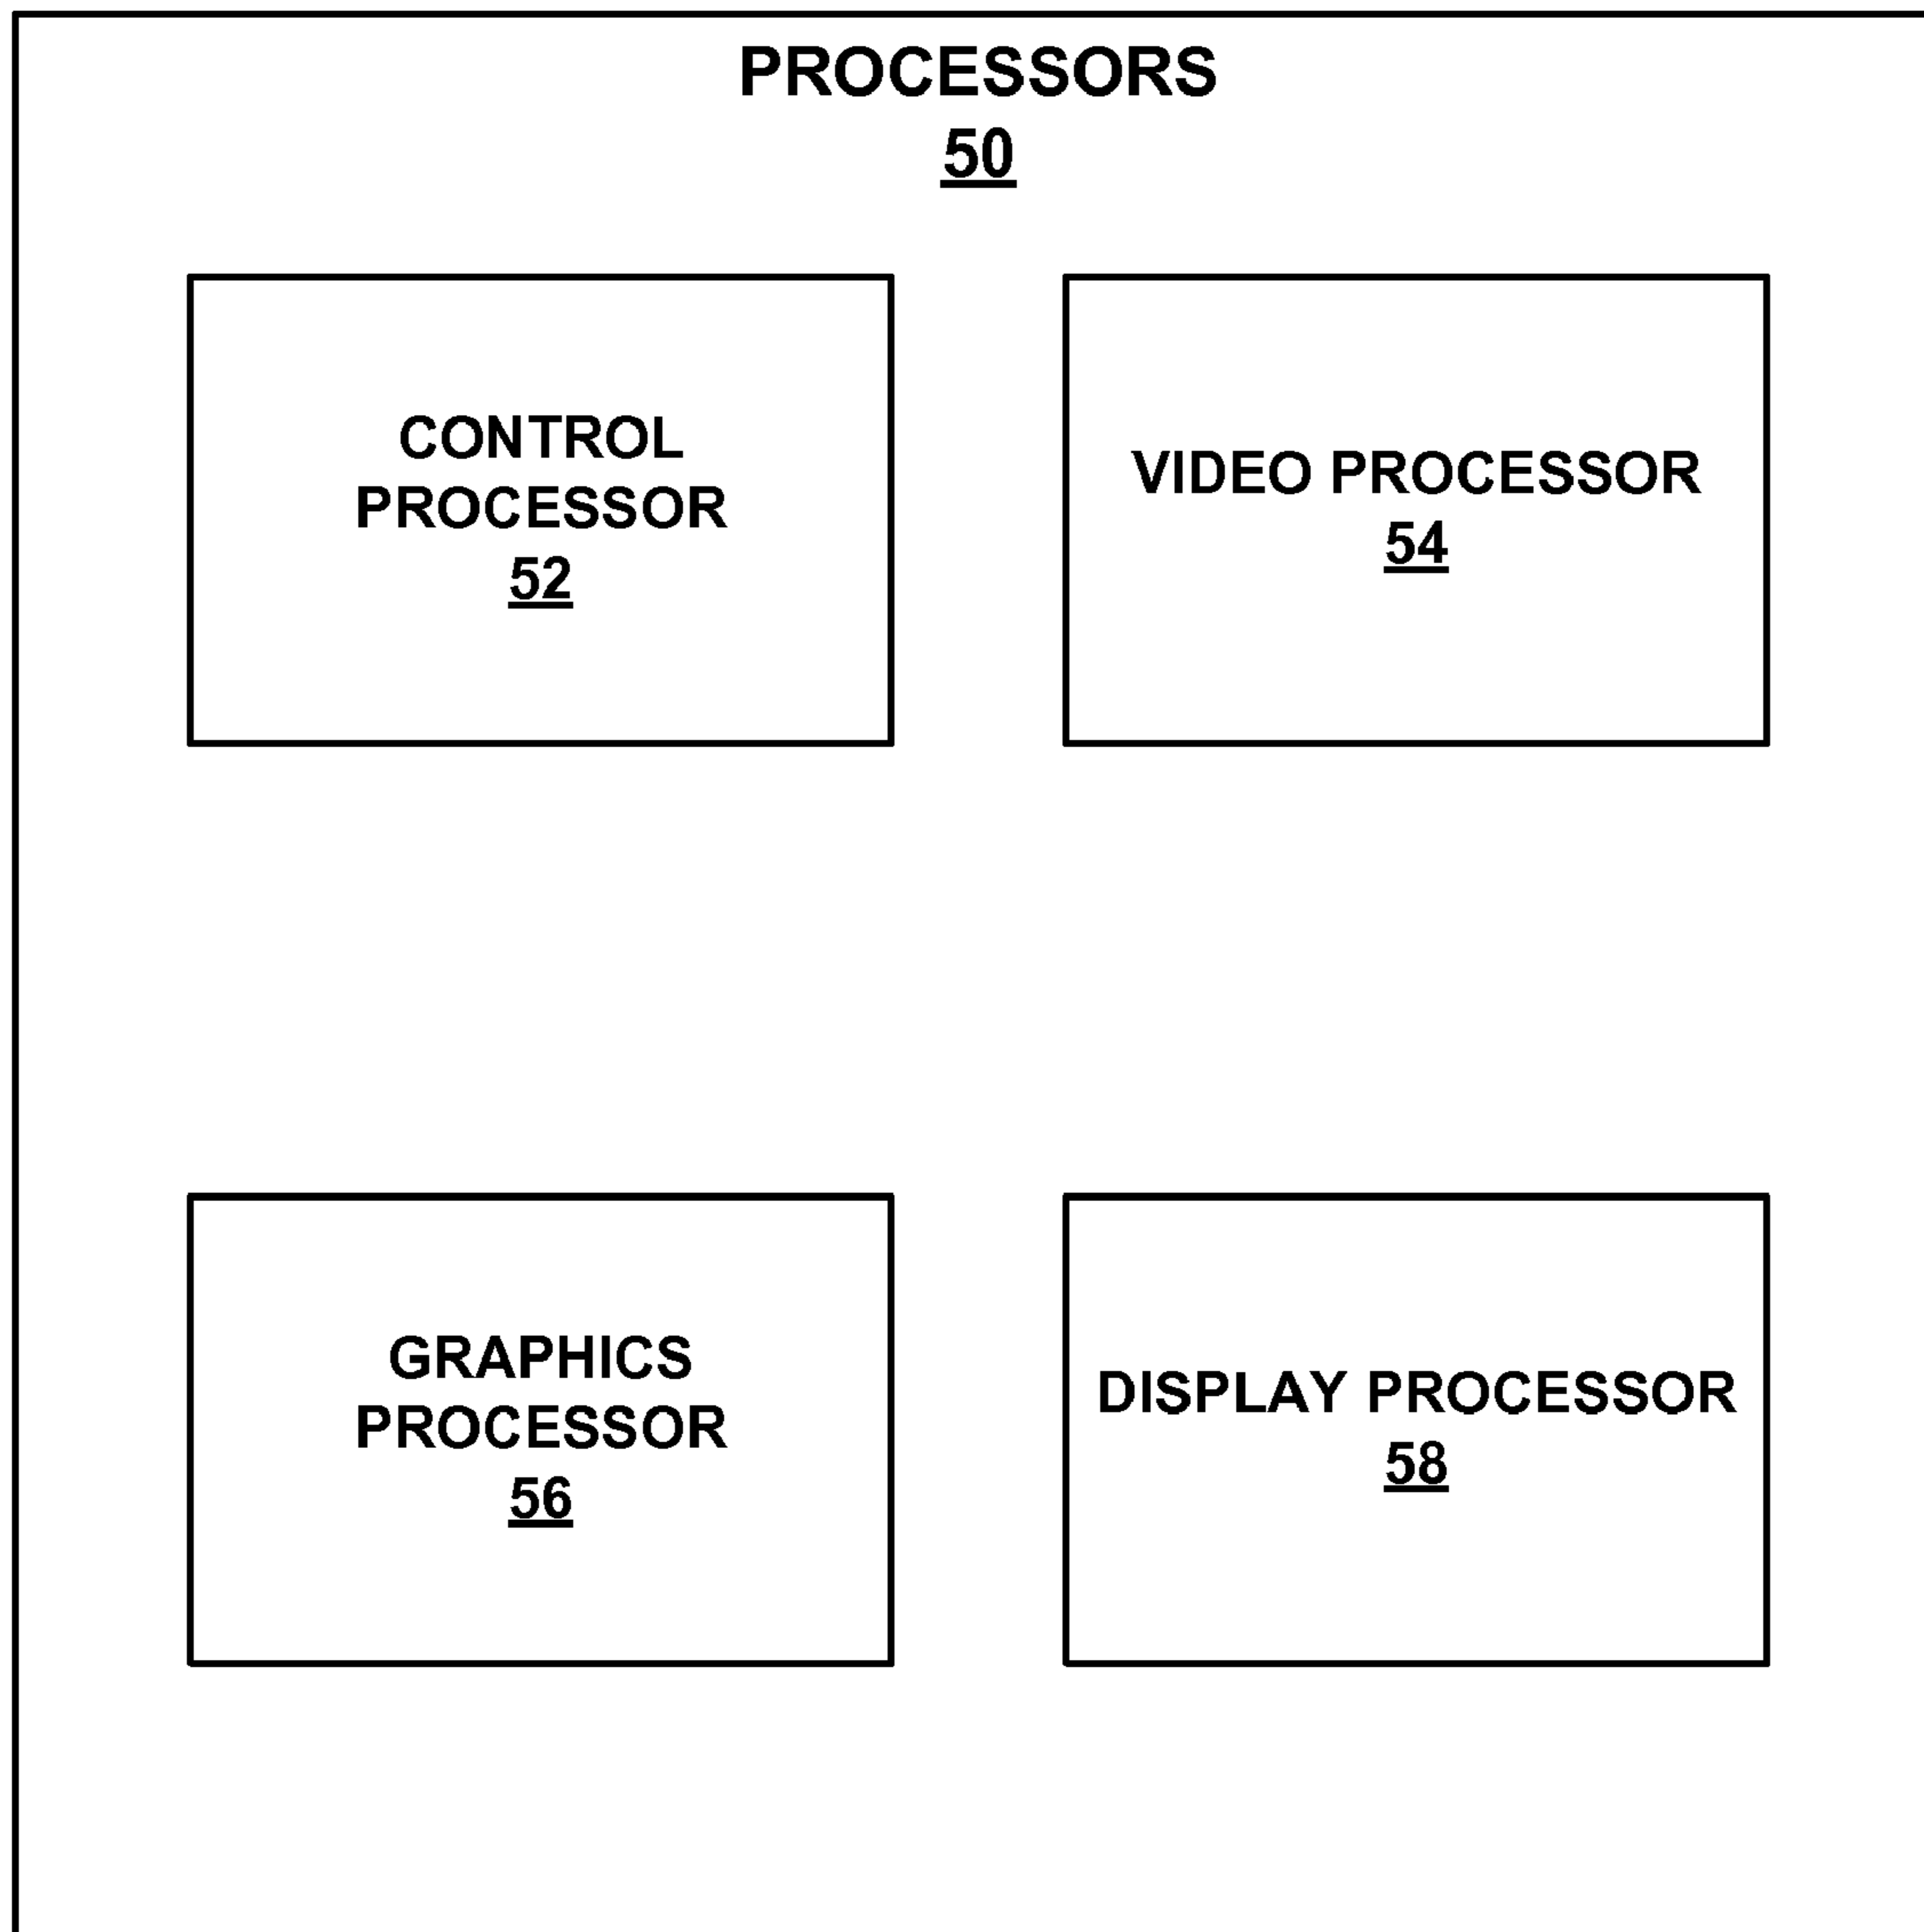 PROCESSORS
50
CONTROL
PROCESSOR
52
VIDEO PROCESSOR
54
GRAPHICS
PROCESSOR
56
DISPLAY PROCESSOR
58